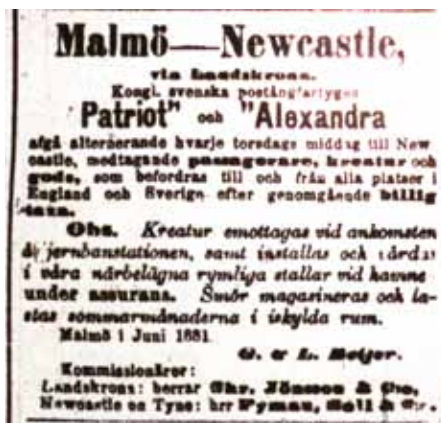 Malmö—Newcastle,
via Landskrona.
Kongl. svenska postångfartygen
Patriot" och "Alexandra
afgå alternerande hvarje torsdags middag till New
castle, medtagande passagerare, kreatur och
gods, som befordras till och från alla platser i
England och Sverige efter genomgående billig
taxa.
Obs. Kreatur emottagas vid ankomsten
å jernbanstationen, samt installas och vårdas
i våra närbelägna rymliga stallar vid hamnen
under assurans. Smör magasineras och la-
stas sommarmånaderna i iskylda rum.
Malmö i Juni 1881.
G. & L. Beijer.
Kommissionärer:
Landskrona: herrar Chr. Jönsson & Co.,
Newcastle on Tyne: hrr Pyman, Bell & Co.